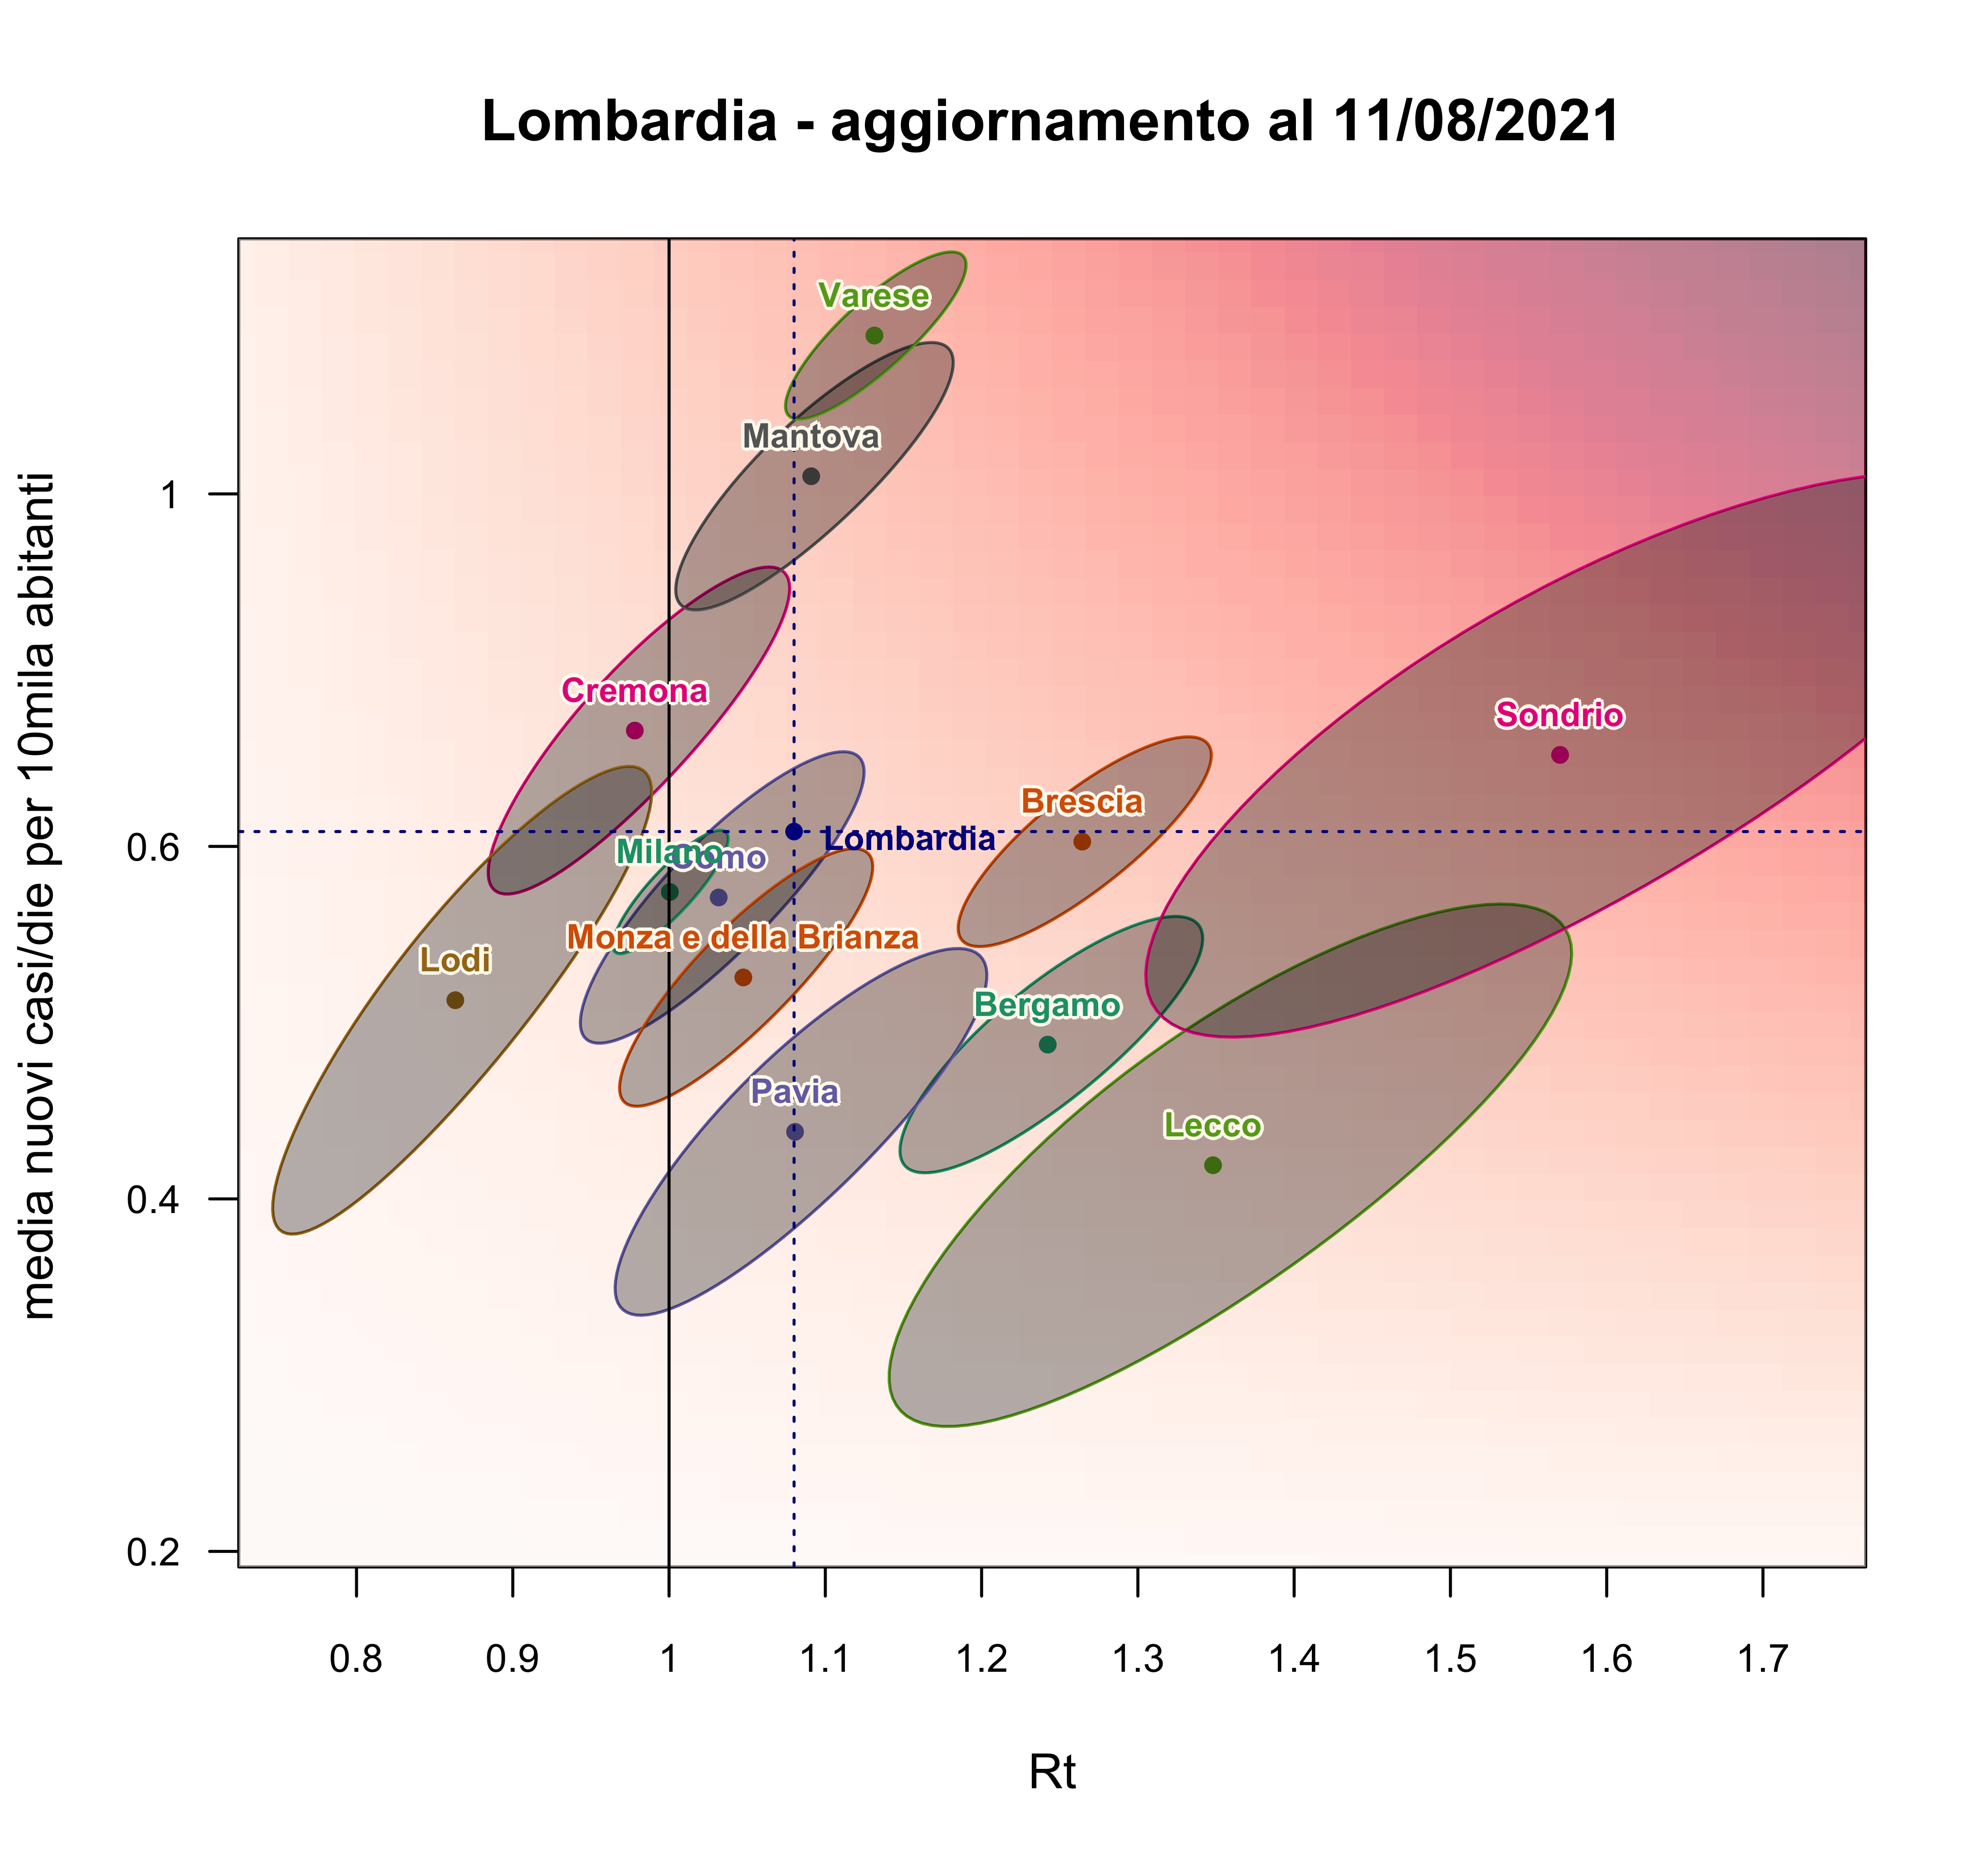 Lombardia - aggiornamento al 11/08/2021
media nuovi casi/die per 10mila abitanti
1
0.6
0.4
0.2
Varese
Mantova
Cremona
Sondrio
Brescia
Lombardia
Milano
Como
Monza e della Brianza
Lodi
Bergamo
Pavia
Lecco
0.8 0.9 1 1.1 1.2 1.3 1.4 1.5 1.6 1.7
Rt